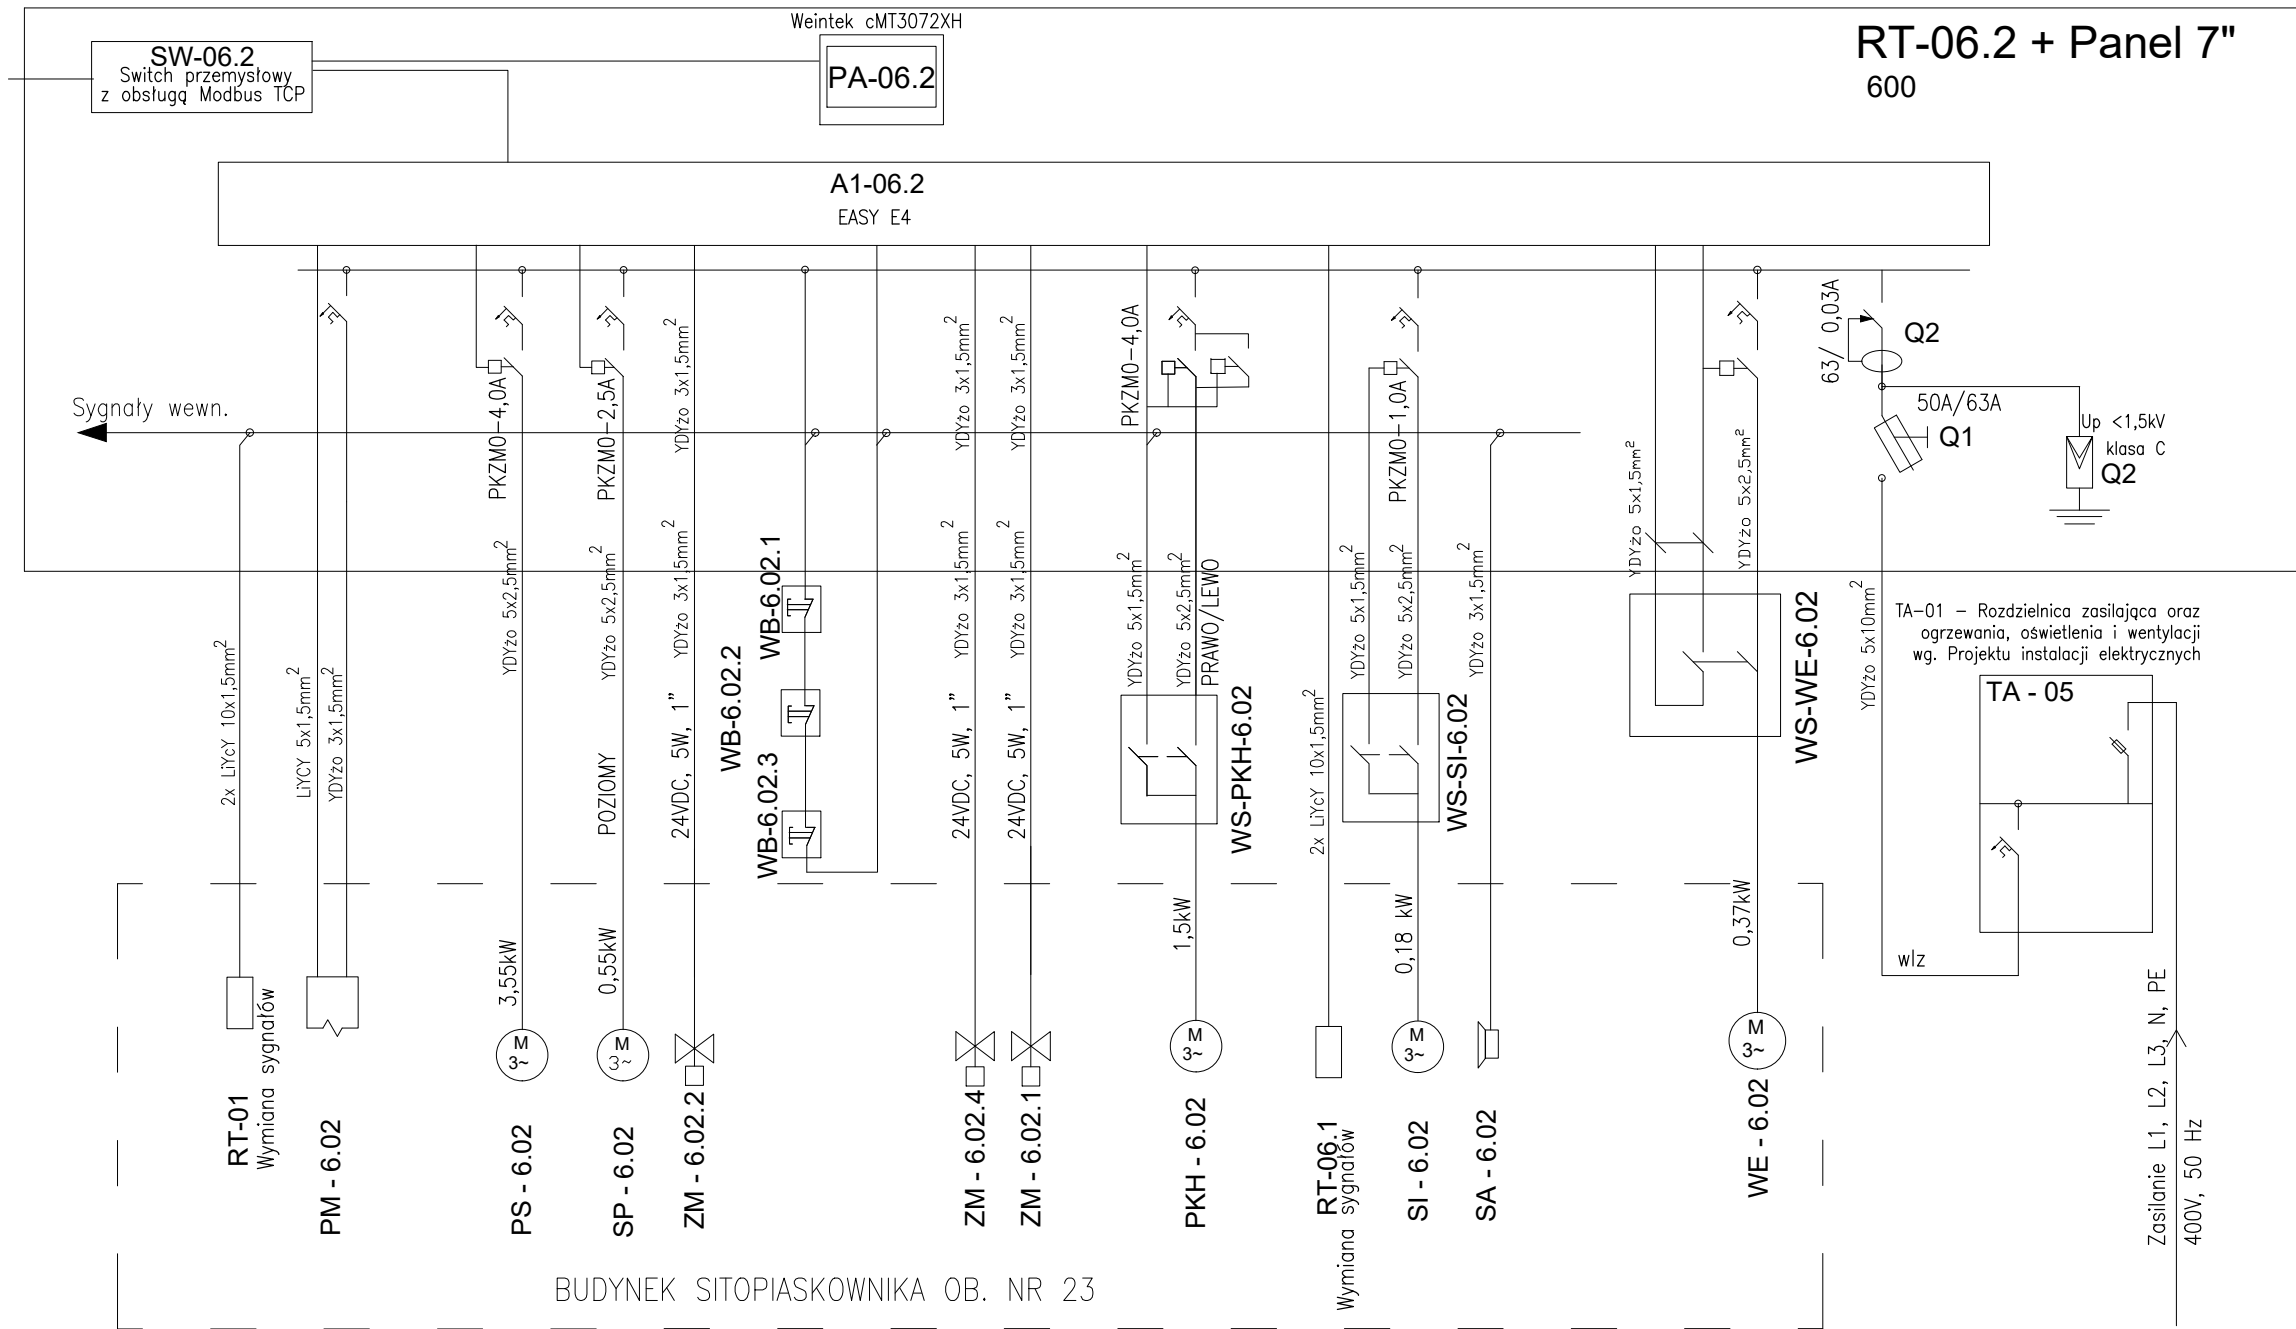 Weintek cMT3072XH
SW-06.2
Switch przemysłowy
z obsługą Modbus TCP
PA-06.2
RT-06.2 + Panel 7"
600
A1-06.2
EASY E4
Sygnały wewn.
PKZM0-4,0A
PKZM0-2,5A
YDYżo 3x1,5mm²
YDYżo 3x1,5mm²
YDYżo 3x1,5mm²
PKZM0-4,0A
PKZM0-1,0A
YDYżo 5x1,5mm²
YDYżo 5x2,5mm²
63/ 0,03A
Q2
50A/63A
Q1
Up <1,5kV
klasa C
Q2
2x LiYcY 10x1,5mm²
LiYCY 5x1,5mm²
YDYżo 3x1,5mm²
YDYżo 5x2,5mm²
YDYżo 5x2,5mm²
POZIOMY
YDYżo 3x1,5mm²
24VDC, 5W, 1"
WB-6.02.1
WB-6.02.2
WB-6.02.3
YDYżo 3x1,5mm²
24VDC, 5W, 1"
YDYżo 3x1,5mm²
24VDC, 5W, 1"
YDYżo 5x1,5mm²
YDYżo 5x2,5mm²
PRAWO/LEWO
WS-PKH-6.02
2x LiYcY 10x1,5mm²
YDYżo 5x1,5mm²
YDYżo 5x2,5mm²
WS-SI-6.02
YDYżo 3x1,5mm²
WS-WE-6.02
YDYżo 5x10mm²
TA-01 - Rozdzielnica zasilająca oraz
ogrzewania, oświetlenia i wentylacji
wg. Projektu instalacji elektrycznych
TA - 05
wlz
Zasilanie L1, L2, L3, N, PE
400V, 50 Hz
3,55kW
0,55kW
1,5kW
0,18 kW
0,37kW
M
3~
M
3~
M
3~
M
3~
M
3~
RT-01
Wymiana sygnałów
PM - 6.02
PS - 6.02
SP - 6.02
ZM - 6.02.2
ZM - 6.02.4
ZM - 6.02.1
PKH - 6.02
RT-06.1
Wymiana sygnałów
SI - 6.02
SA - 6.02
WE - 6.02
BUDYNEK SITOPIASKOWNIKA OB. NR 23